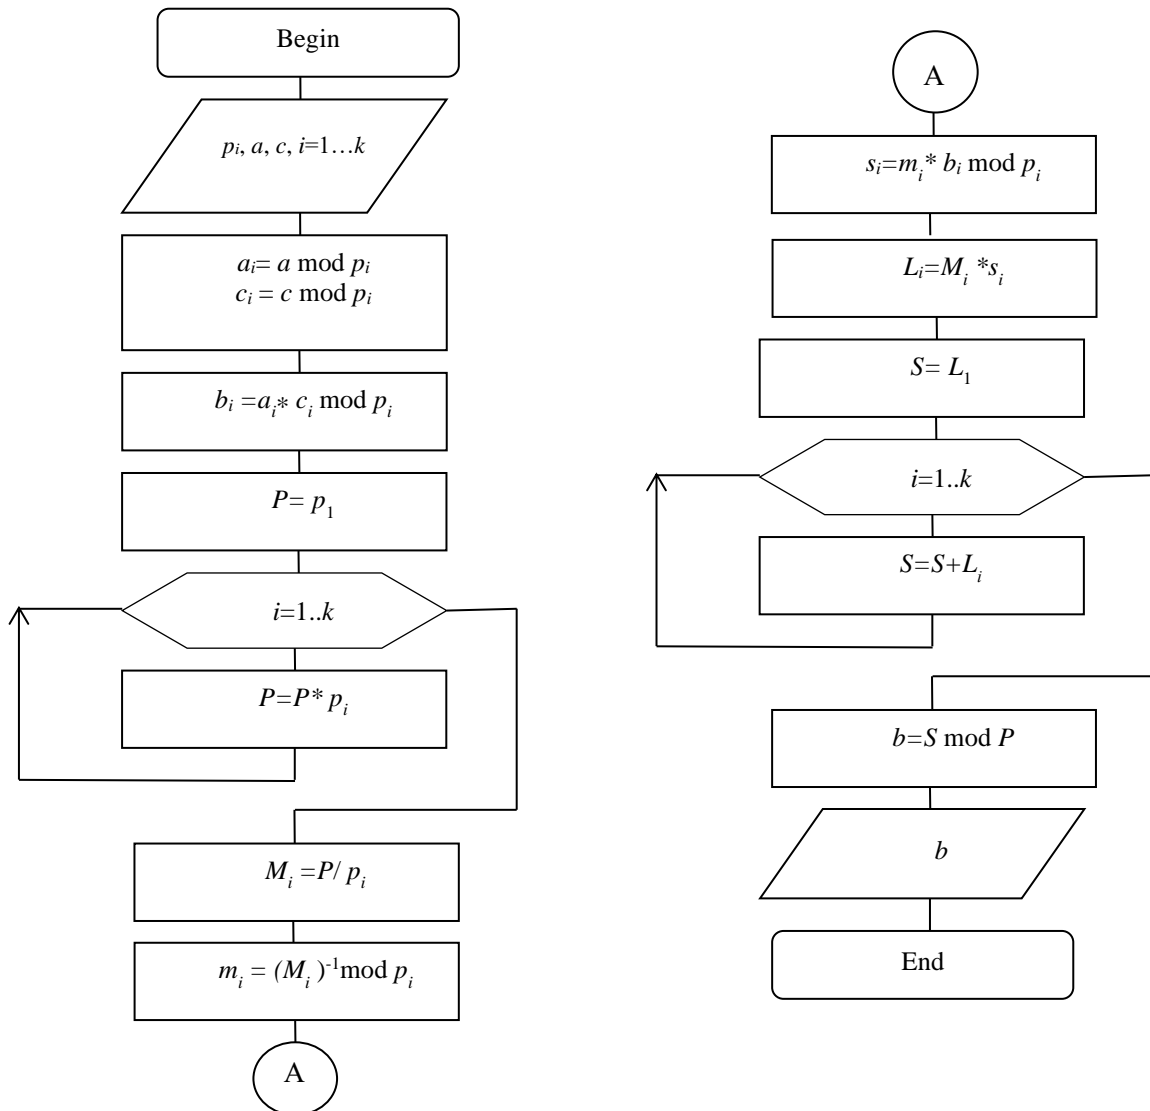 Begin
pᵢ, a, c, i=1…k
aᵢ= a mod pᵢ
cᵢ = c mod pᵢ
bᵢ =aᵢ* cᵢ mod pᵢ
P= p₁
i=1..k
P=P* pᵢ
Mᵢ =P/ pᵢ
mᵢ = (Mᵢ )⁻¹mod pᵢ
A
A
sᵢ=mᵢ* bᵢ mod pᵢ
Lᵢ=Mᵢ *sᵢ
S= L₁
i=1..k
S=S+Lᵢ
b=S mod P
b
End